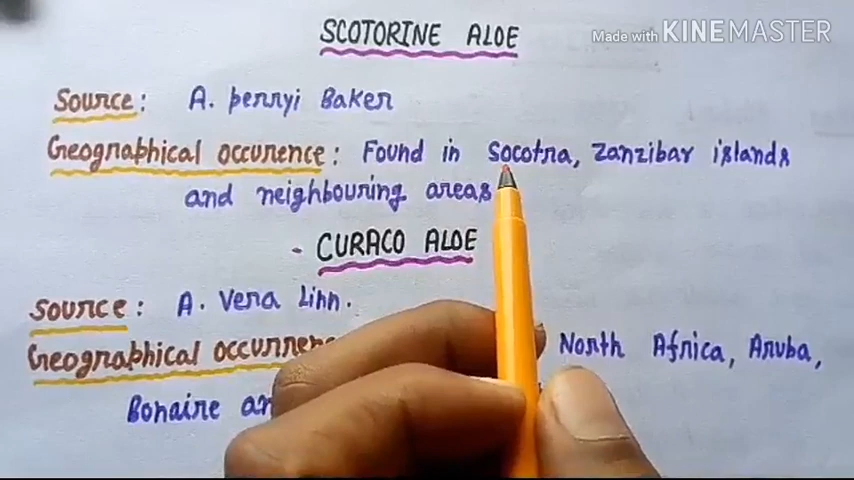 SCOTORINE ALOE
Made with KINEMASTER
Source: A. perryi Baker
Geographical occurence: Found in Socotra, Zanzibar islands
and neighbouring areas
- CURACO ALOE
Source: A. Vera Linn.
Geographical North Africa, Aruba,
Bonaire